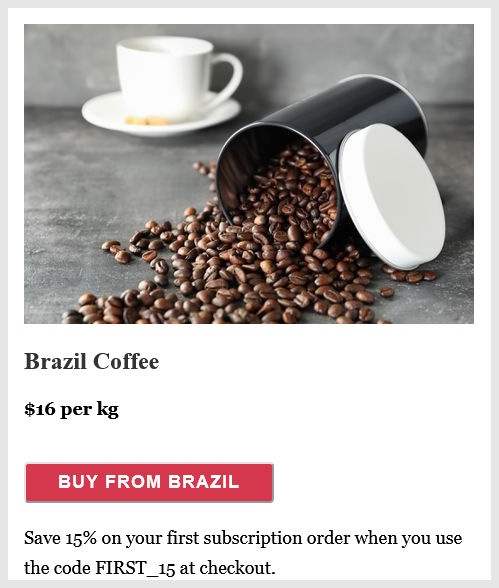 Brazil Coffee
$16 per kg
BUY FROM BRAZIL
Save 15% on your first subscription order when you use
the code FIRST_15 at checkout.